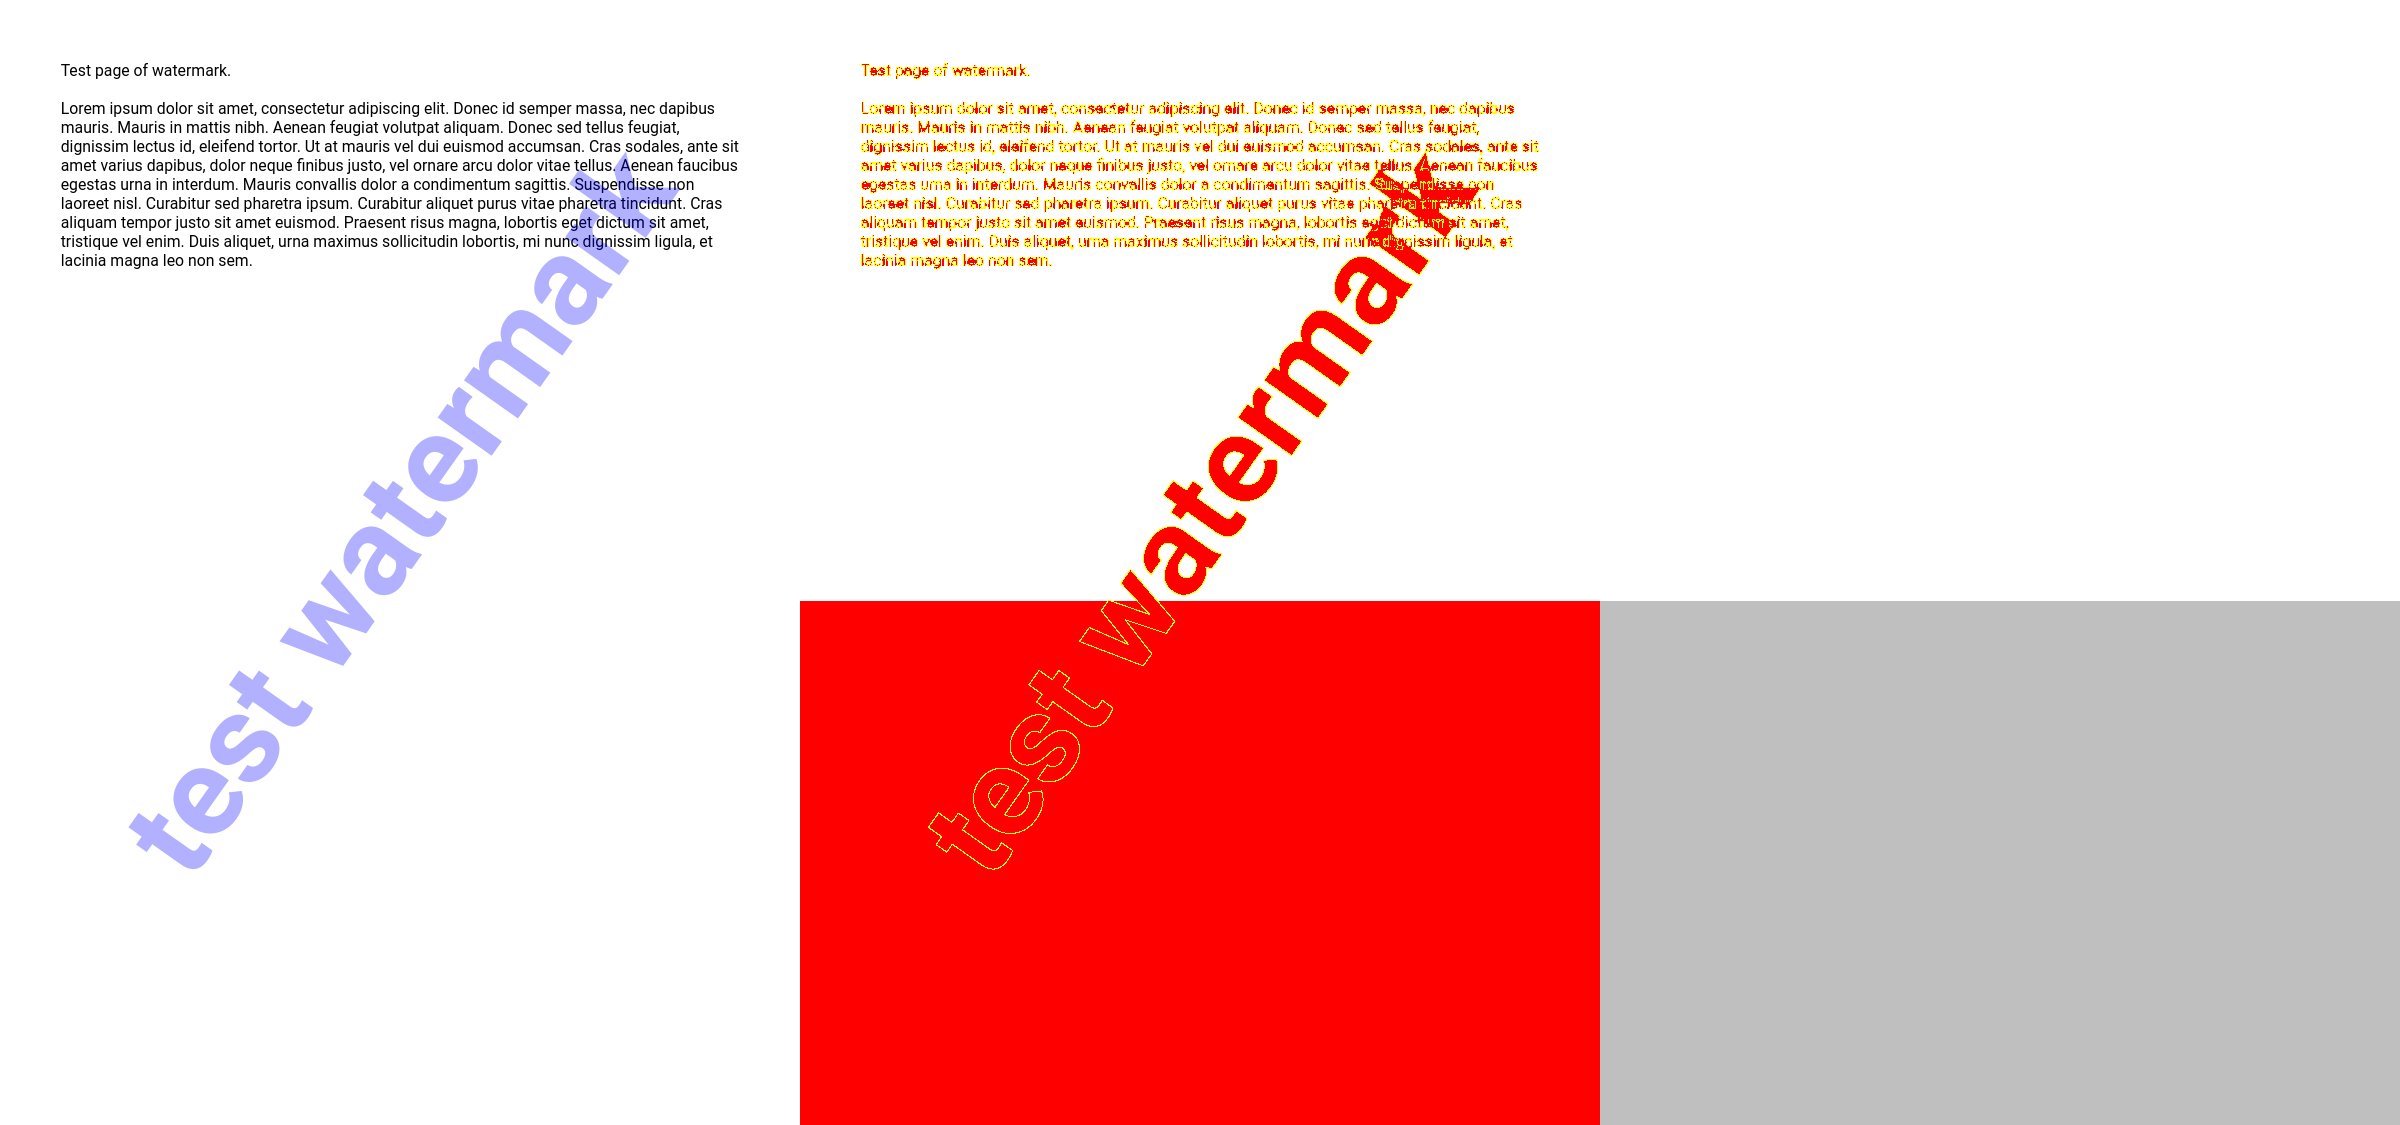 Test page of watermark.
Lorem ipsum dolor sit amet, consectetur adipiscing elit. Donec id semper massa, nec dapibus
mauris. Mauris in mattis nibh. Aenean feugiat volutpat aliquam. Donec sed tellus feugiat,
dignissim lectus id, eleifend tortor. Ut at mauris vel dui euismod accumsan. Cras sodales, ante sit
amet varius dapibus, dolor neque finibus justo, vel ornare arcu dolor vitae tellus. Aenean faucibus
egestas urna in interdum. Mauris convallis dolor a condimentum sagittis. Suspendisse non
laoreet nisl. Curabitur sed pharetra ipsum. Curabitur aliquet purus vitae pharetra tincidunt. Cras
aliquam tempor justo sit amet euismod. Praesent risus magna, lobortis eget dictum sit amet,
tristique vel enim. Duis aliquet, urna maximus sollicitudin lobortis, mi nunc dignissim ligula, et
lacinia magna leo non sem.
test watermark
Test page of watermark.
Lorem ipsum dolor sit amet, consectetur adipiscing elit. Donec id semper massa, nec dapibus
mauris. Mauris in mattis nibh. Aenean feugiat volutpat aliquam. Donec sed tellus feugiat,
dignissim lectus id, eleifend tortor. Ut at mauris vel dui euismod accumsan. Cras sodales, ante sit
amet varius dapibus, dolor neque finibus justo, vel ornare arcu dolor vitae tellus. Aenean faucibus
egestas urna in interdum. Mauris convallis dolor a condimentum sagittis. Suspendisse non
laoreet nisl. Curabitur sed pharetra ipsum. Curabitur aliquet purus vitae pharetra tincidunt. Cras
aliquam tempor justo sit amet euismod. Praesent risus magna, lobortis eget dictum sit amet,
tristique vel enim. Duis aliquet, urna maximus sollicitudin lobortis, mi nunc dignissim ligula, et
lacinia magna leo non sem.
test watermark